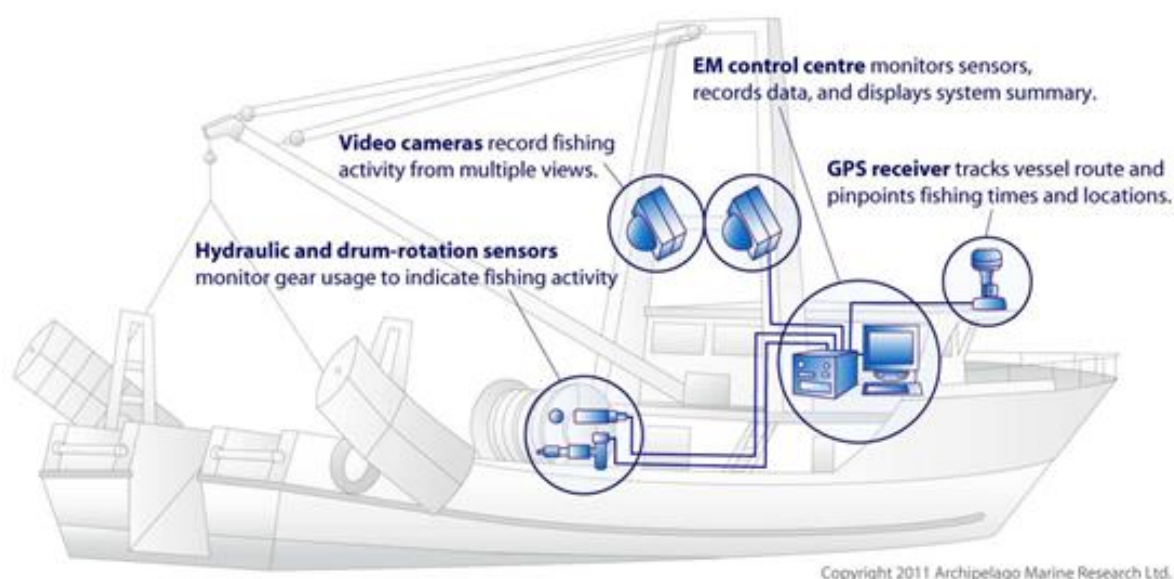 EM control centre monitors sensors,
records data, and displays system summary.
Video cameras record fishing
activity from multiple views.
GPS receiver tracks vessel route and
pinpoints fishing times and locations.
Hydraulic and drum-rotation sensors
monitor gear usage to indicate fishing activity
Copyright 2011 Archipelago Marine Research Ltd.